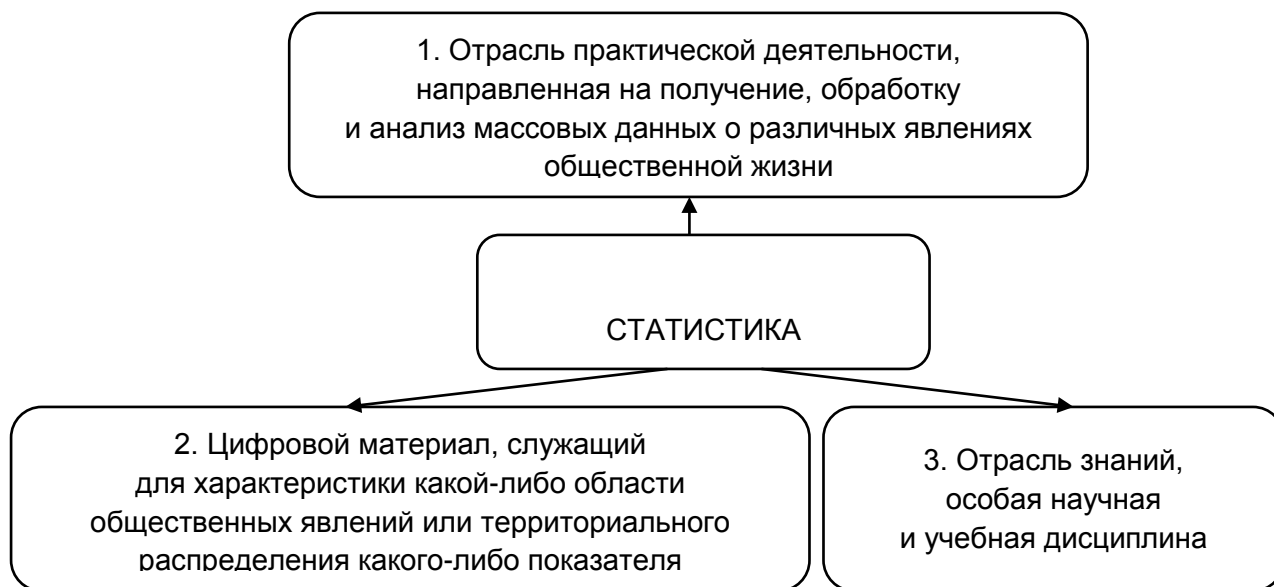 1. Отрасль практической деятельности,
направленная на получение, обработку
и анализ массовых данных о различных явлениях
общественной жизни
СТАТИСТИКА
2. Цифровой материал, служащий
для характеристики какой-либо области
общественных явлений или территориального
распределения какого-либо показателя
3. Отрасль знаний,
особая научная
и учебная дисциплина